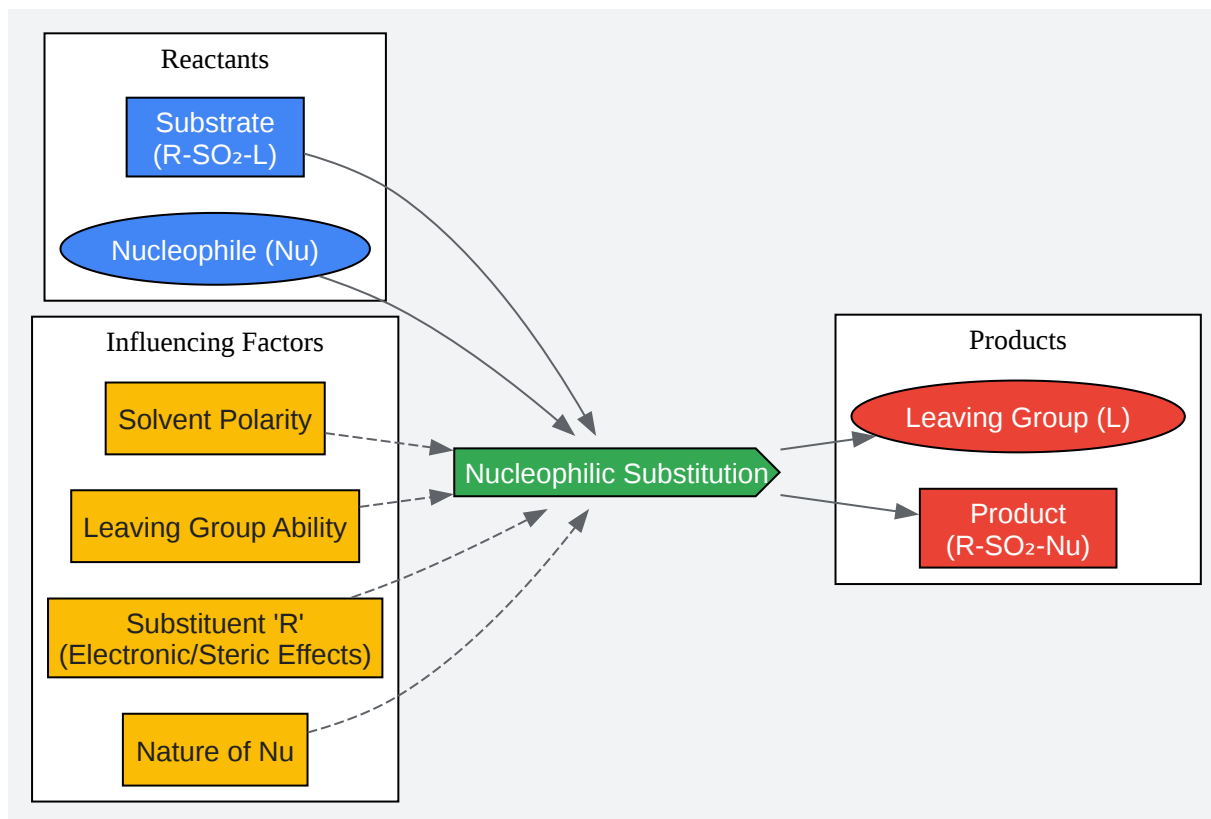 Reactants
Substrate
(R-SO₂-L)
Nucleophile (Nu)
Influencing Factors
Solvent Polarity
Leaving Group Ability
Substituent 'R'
(Electronic/Steric Effects)
Nature of Nu
Nucleophilic Substitution
Products
Leaving Group (L)
Product
(R-SO₂-Nu)